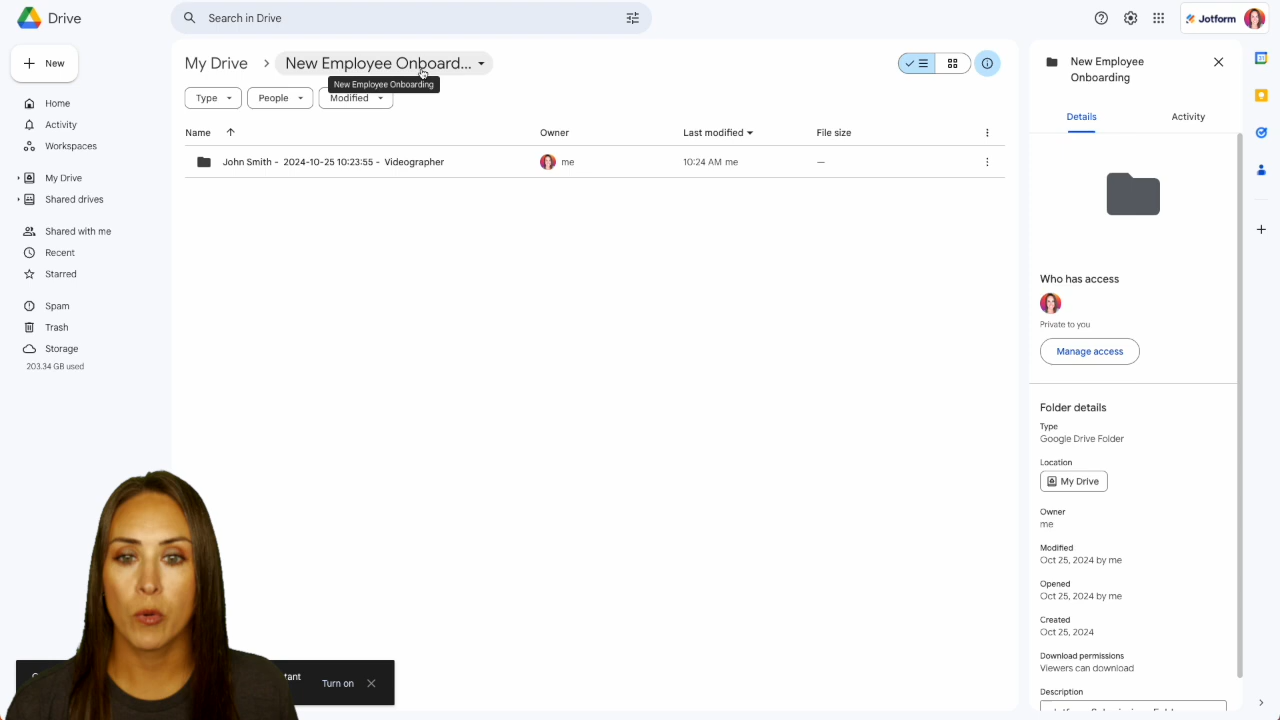 Drive
Search in Drive
Jotform
New
Home
Activity
Workspaces
My Drive
Shared drives
Shared with me
Recent
Starred
Spam
Trash
Storage
203.34 GB used
My Drive
New Employee Onboard...
New Employee Onboarding
Type
People
Modified
Name
Owner
Last modified
File size
John Smith - 2024-10-25 10:23:55 - Videographer
me
10:24 AM me
—
New Employee
Onboarding
Details
Activity
Who has access
Private to you
Manage access
Folder details
Type
Google Drive Folder
Location
My Drive
Owner
me
Modified
Oct 25, 2024 by me
Opened
Oct 25, 2024 by me
Created
Oct 25, 2024
Download permissions
Viewers can download
Description
Turn on